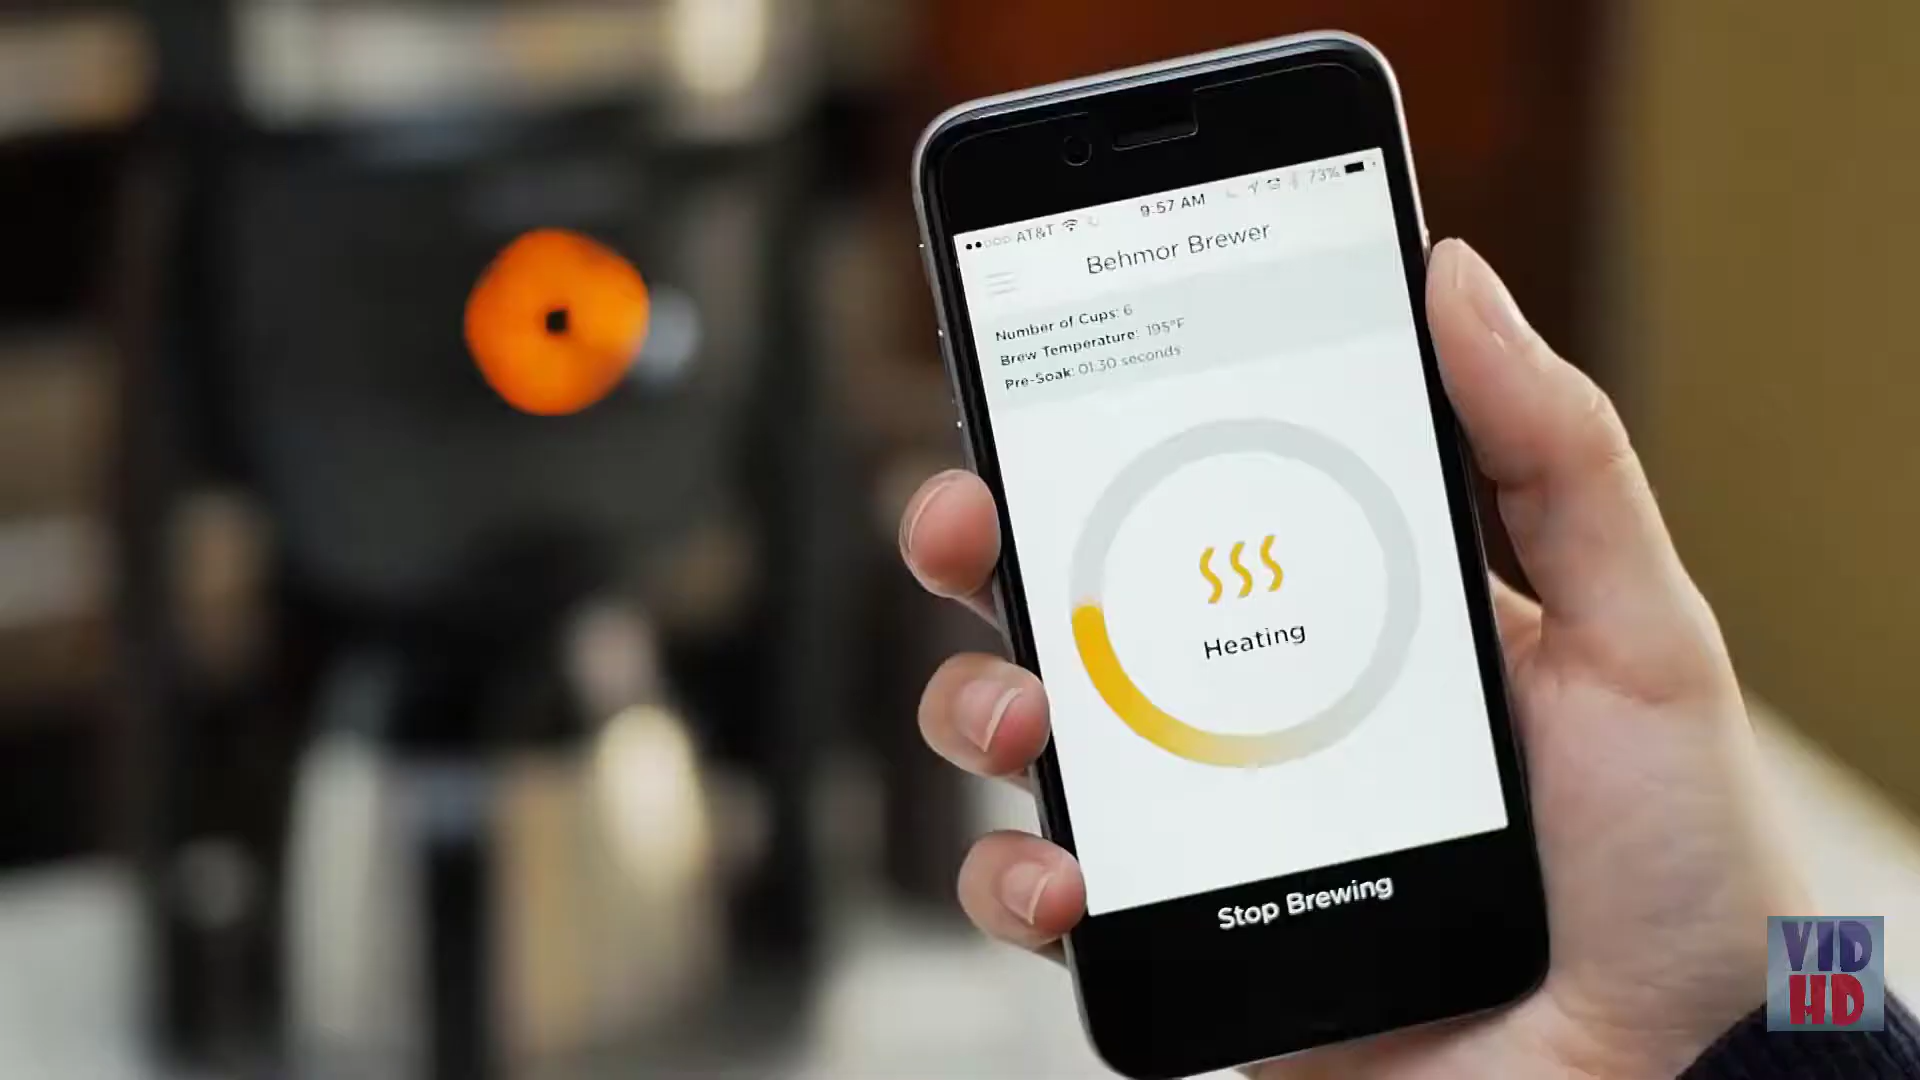 AT&T 9:57 AM 73%
Behmor Brewer
Number of Cups: 6
Brew Temperature: 195°F
Pre-Soak: 01:30 seconds
Heating
Stop Brewing
VID
HD